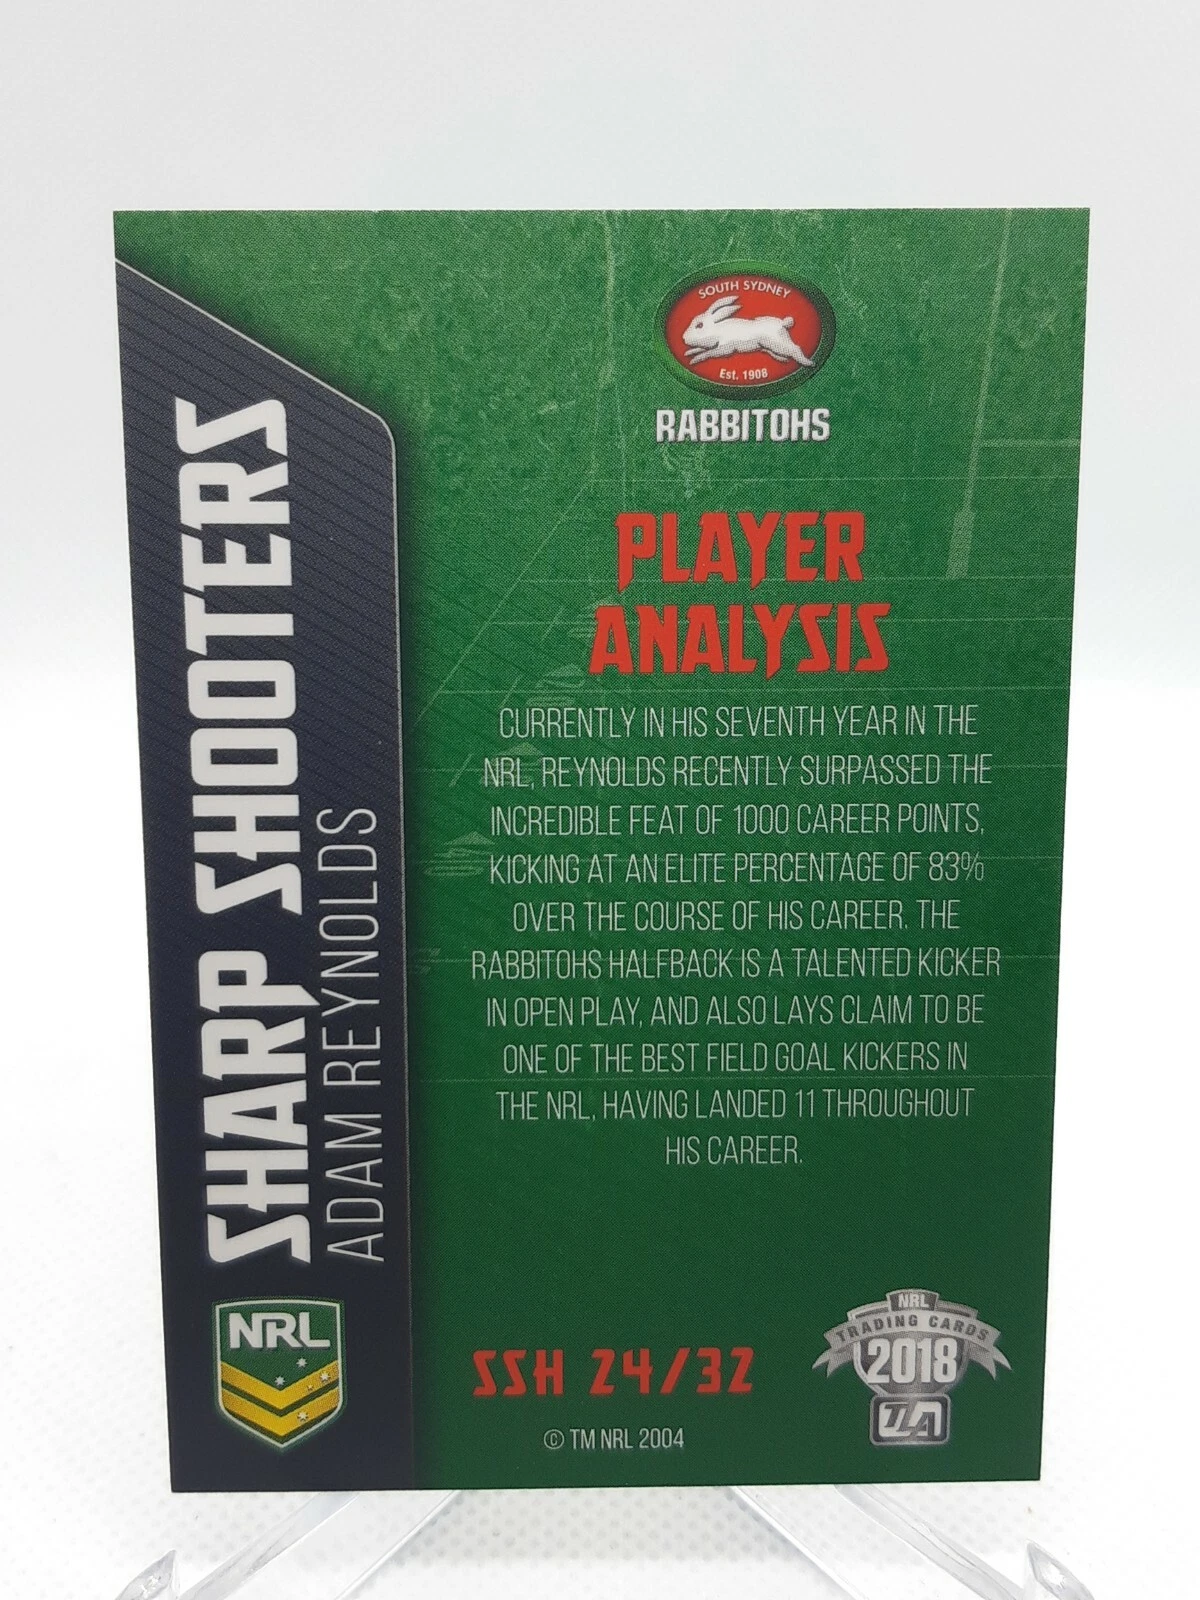 SOUTH SYDNEY
Est. 1908
RABBITOHS
SHARP SHOOTERS
ADAM REYNOLDS
PLAYER
ANALYSIS
CURRENTLY IN HIS SEVENTH YEAR IN THE
NRL, REYNOLDS RECENTLY SURPASSED THE
INCREDIBLE FEAT OF 1000 CAREER POINTS,
KICKING AT AN ELITE PERCENTAGE OF 83%
OVER THE COURSE OF HIS CAREER. THE
RABBITOHS HALFBACK IS A TALENTED KICKER
IN OPEN PLAY, AND ALSO LAYS CLAIM TO BE
ONE OF THE BEST FIELD GOAL KICKERS IN
THE NRL, HAVING LANDED 11 THROUGHOUT
HIS CAREER.
NRL
SSH 24/32
© TM NRL 2004
NRL
TRADING CARDS
2018
TLA